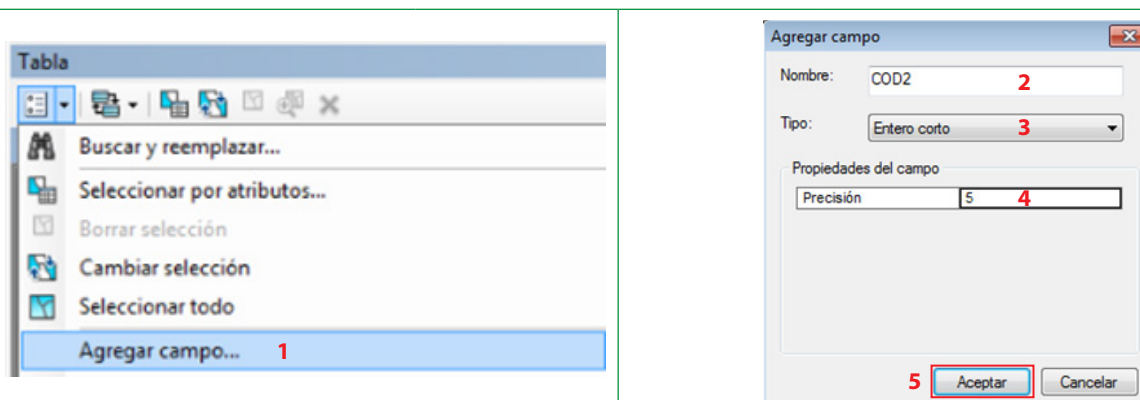 Tabla
Buscar y reemplazar...
Seleccionar por atributos...
Borrar selección
Cambiar selección
Seleccionar todo
Agregar campo... 1
Agregar campo
Nombre: COD2 2
Tipo: Entero corto 3
Propiedades del campo
Precisión 5 4
5 Aceptar Cancelar